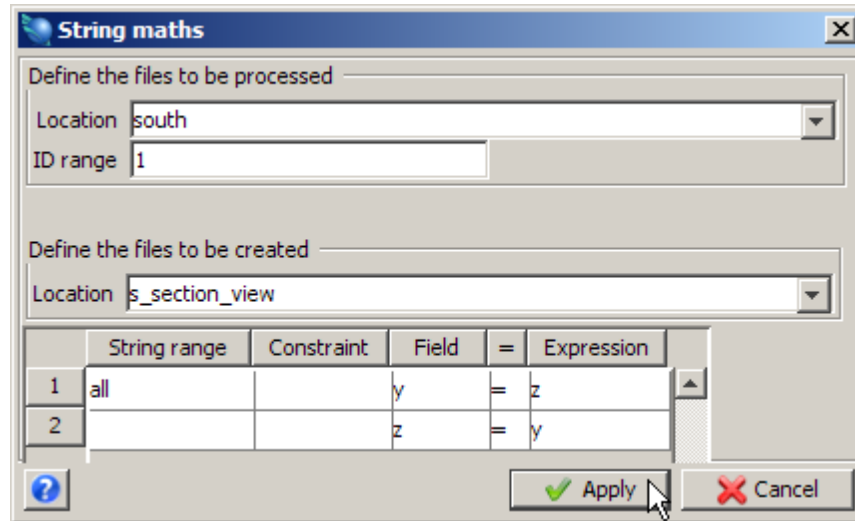 String maths
Define the files to be processed
Location south
ID range 1
Define the files to be created
Location s_section_view
String range Constraint Field = Expression
1 all y = z
2 z = y
? Apply Cancel